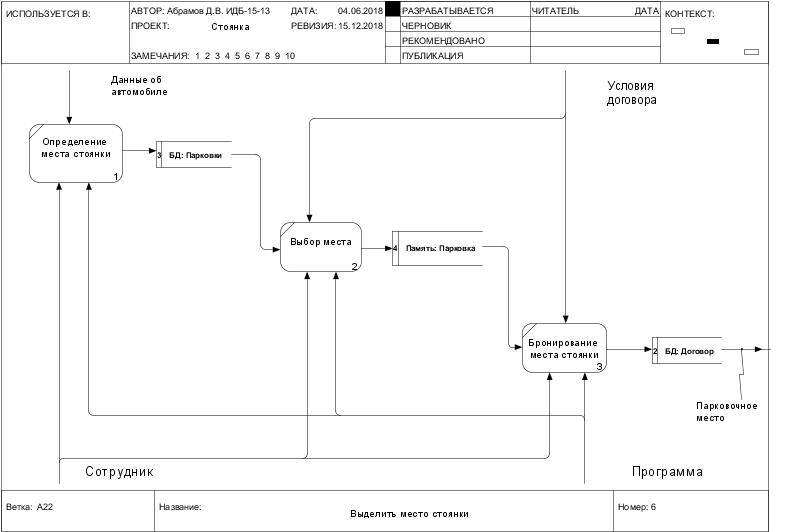 ИСПОЛЬЗУЕТСЯ В:
АВТОР: Абрамов Д.В. ИДБ-15-13
ДАТА: 04.06.2018
ПРОЕКТ: Стоянка
РЕВИЗИЯ: 15.12.2018
ЗАМЕЧАНИЯ: 1 2 3 4 5 6 7 8 9 10
РАЗРАБАТЫВАЕТСЯ
ЧЕРНОВИК
РЕКОМЕНДОВАНО
ПУБЛИКАЦИЯ
ЧИТАТЕЛЬ ДАТА
КОНТЕКСТ:
Данные об
автомобиле
Условия
договора
Определение
места стоянки
1
3 БД: Парковки
Выбор места
2
4 Память: Парковка
Бронирование
места стоянки
3
2 БД: Договор
Парковочное
место
Сотрудник
Программа
Ветка: А22
Название:
Выделить место стоянки
Номер: 6